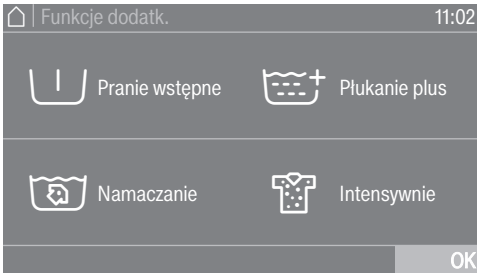 Funkcje dodatk. 11:02
Pranie wstępne Płukanie plus
Namaczanie Intensywnie
OK